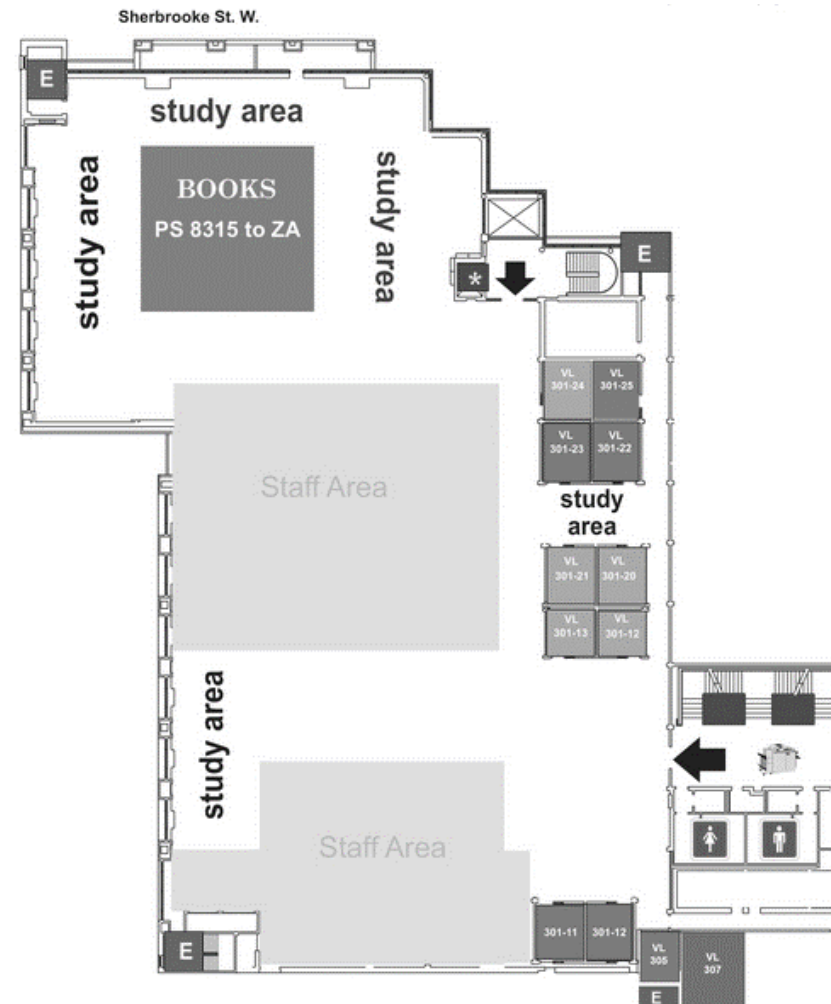 Sherbrooke St. W.
E
study area
study area
BOOKS
PS 8315 to ZA
study area
E
*
VL
301-24
VL
301-25
VL
301-23
VL
301-22
Staff Area
study
area
VL
301-21
VL
301-20
VL
301-13
VL
301-12
study area
Staff Area
301-11
301-12
E
VL
305
VL
307
E